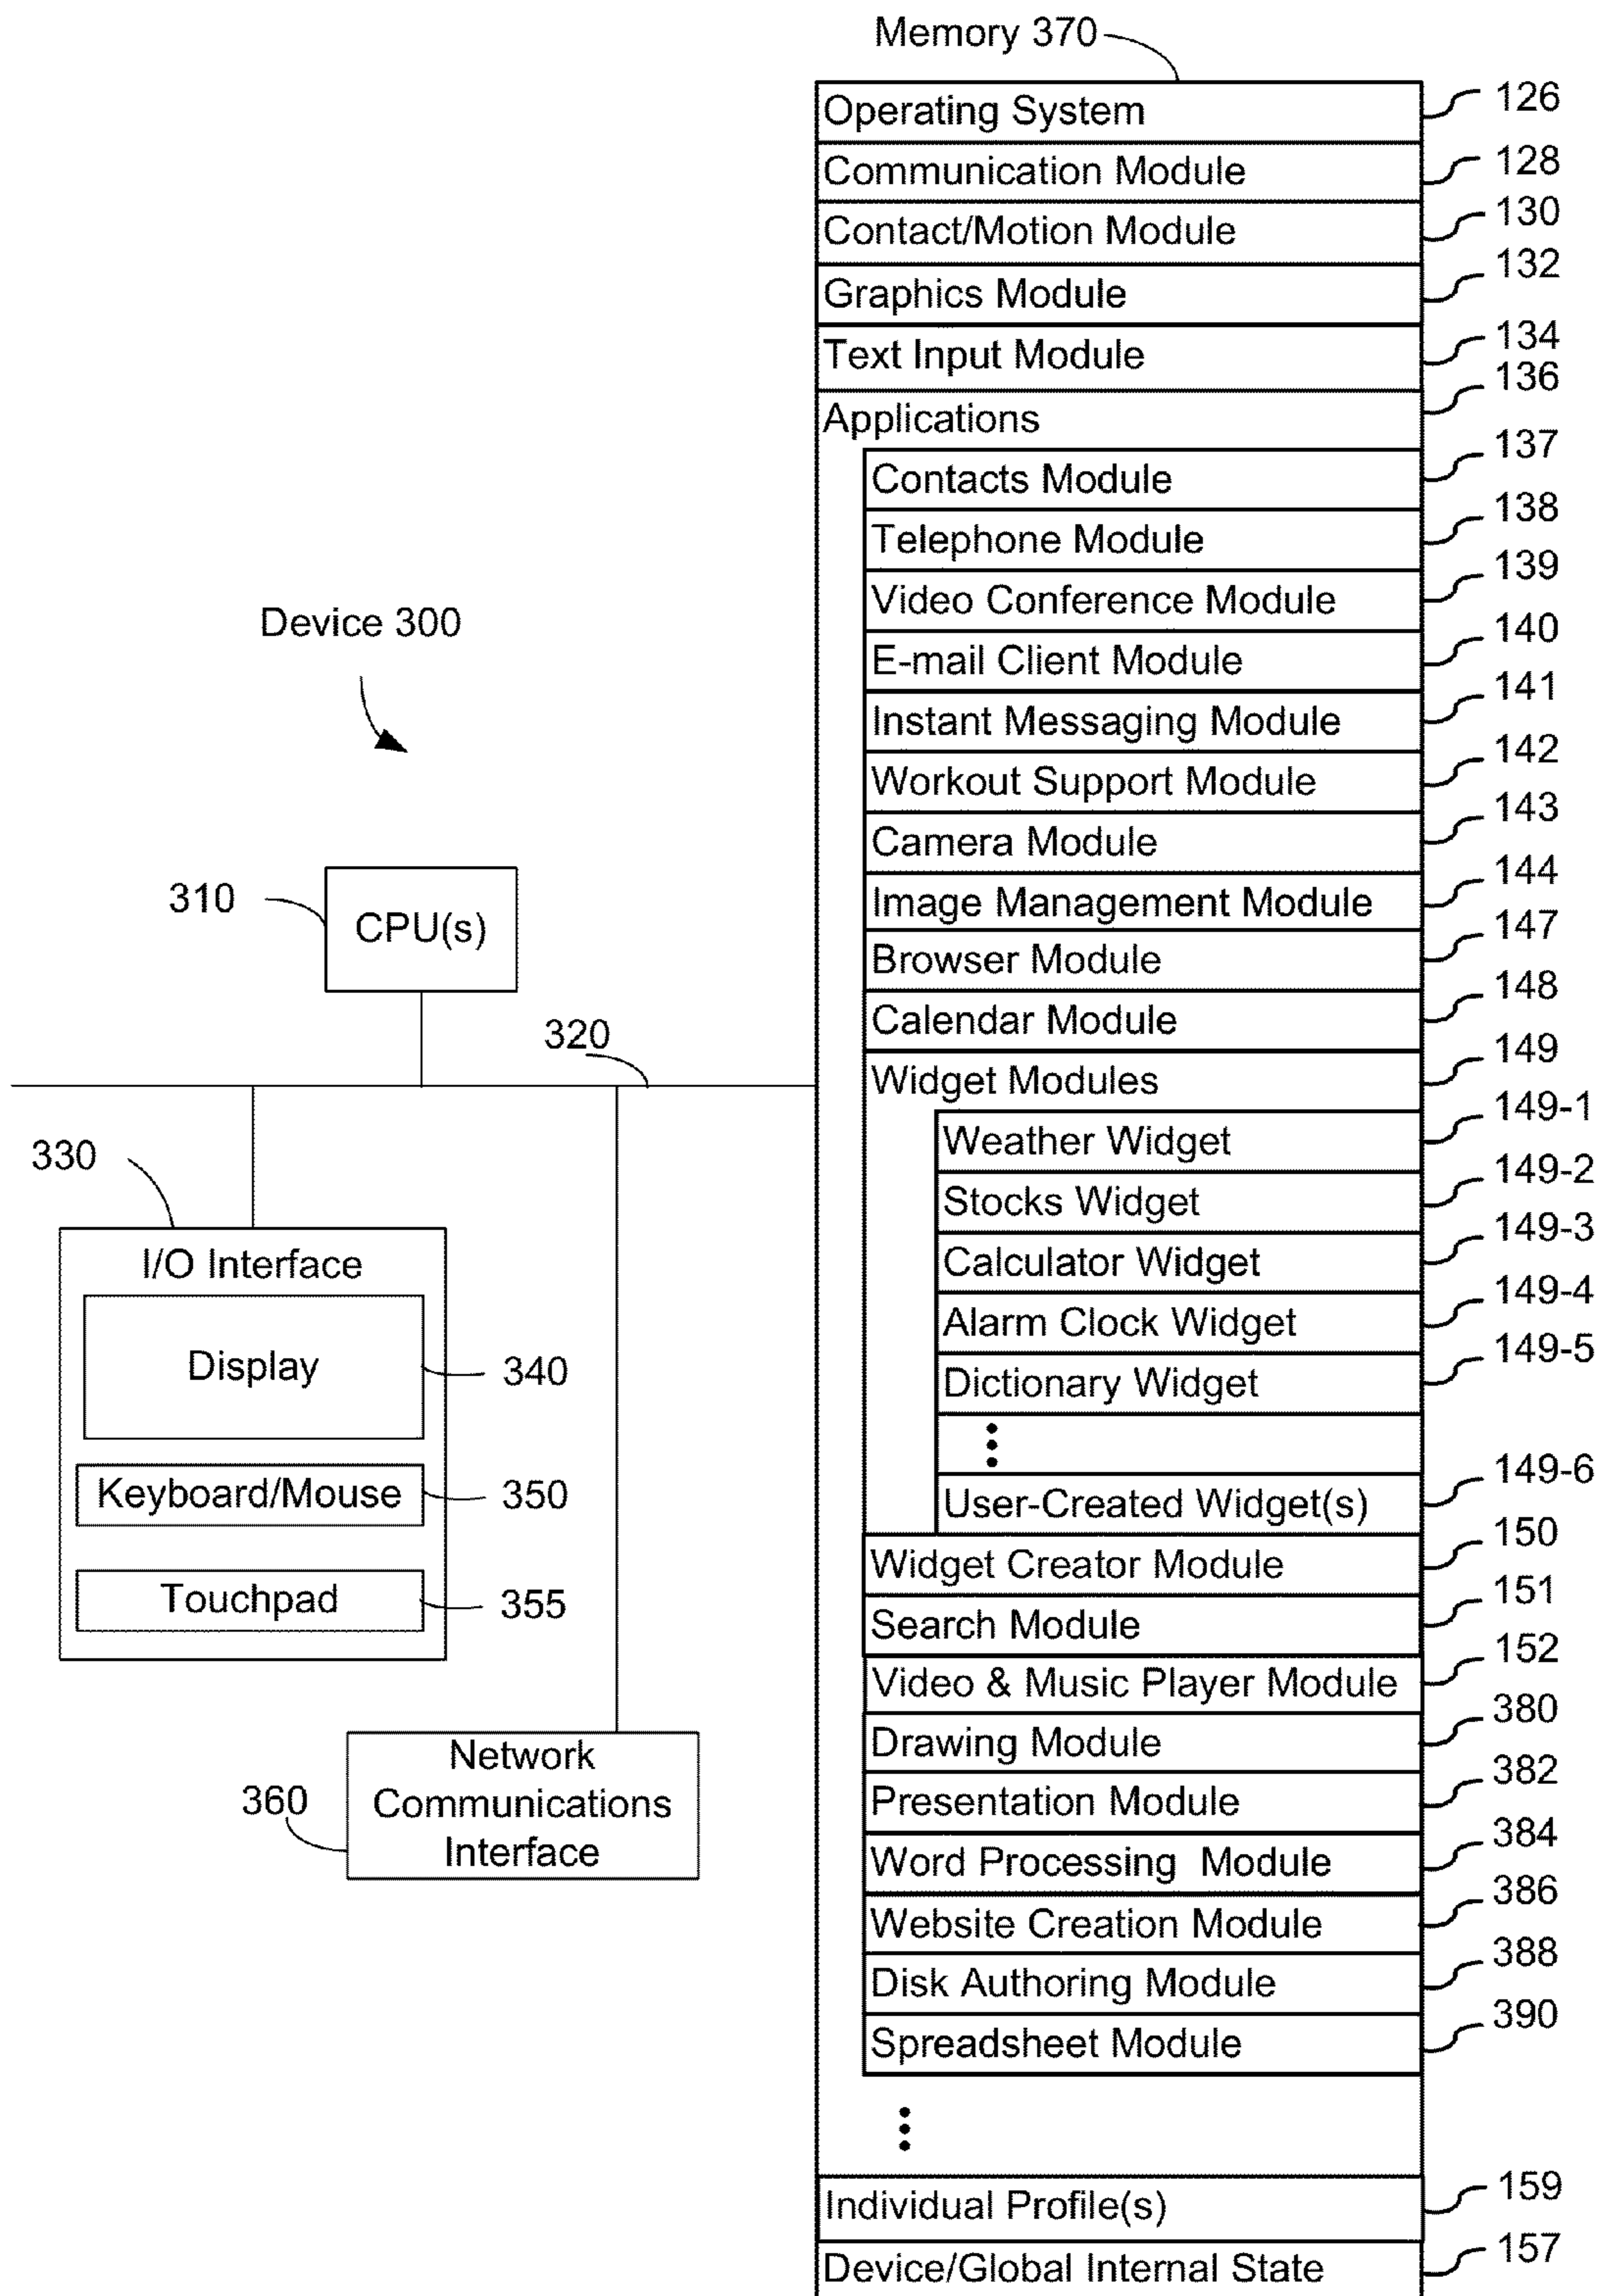 Memory 370
Operating System 126
Communication Module 128
Contact/Motion Module 130
Graphics Module 132
Text Input Module 134
Applications 136
Contacts Module 137
Telephone Module 138
Video Conference Module 139
E-mail Client Module 140
Instant Messaging Module 141
Workout Support Module 142
Camera Module 143
Image Management Module 144
Browser Module 147
Calendar Module 148
Widget Modules 149
Weather Widget 149-1
Stocks Widget 149-2
Calculator Widget 149-3
Alarm Clock Widget 149-4
Dictionary Widget 149-5
User-Created Widget(s) 149-6
Widget Creator Module 150
Search Module 151
Video & Music Player Module 152
Drawing Module 380
Presentation Module 382
Word Processing Module 384
Website Creation Module 386
Disk Authoring Module 388
Spreadsheet Module 390
Individual Profile(s) 159
Device/Global Internal State 157
Device 300
310
CPU(s)
320
330
I/O Interface
Display 340
Keyboard/Mouse 350
Touchpad 355
360
Network
Communications
Interface